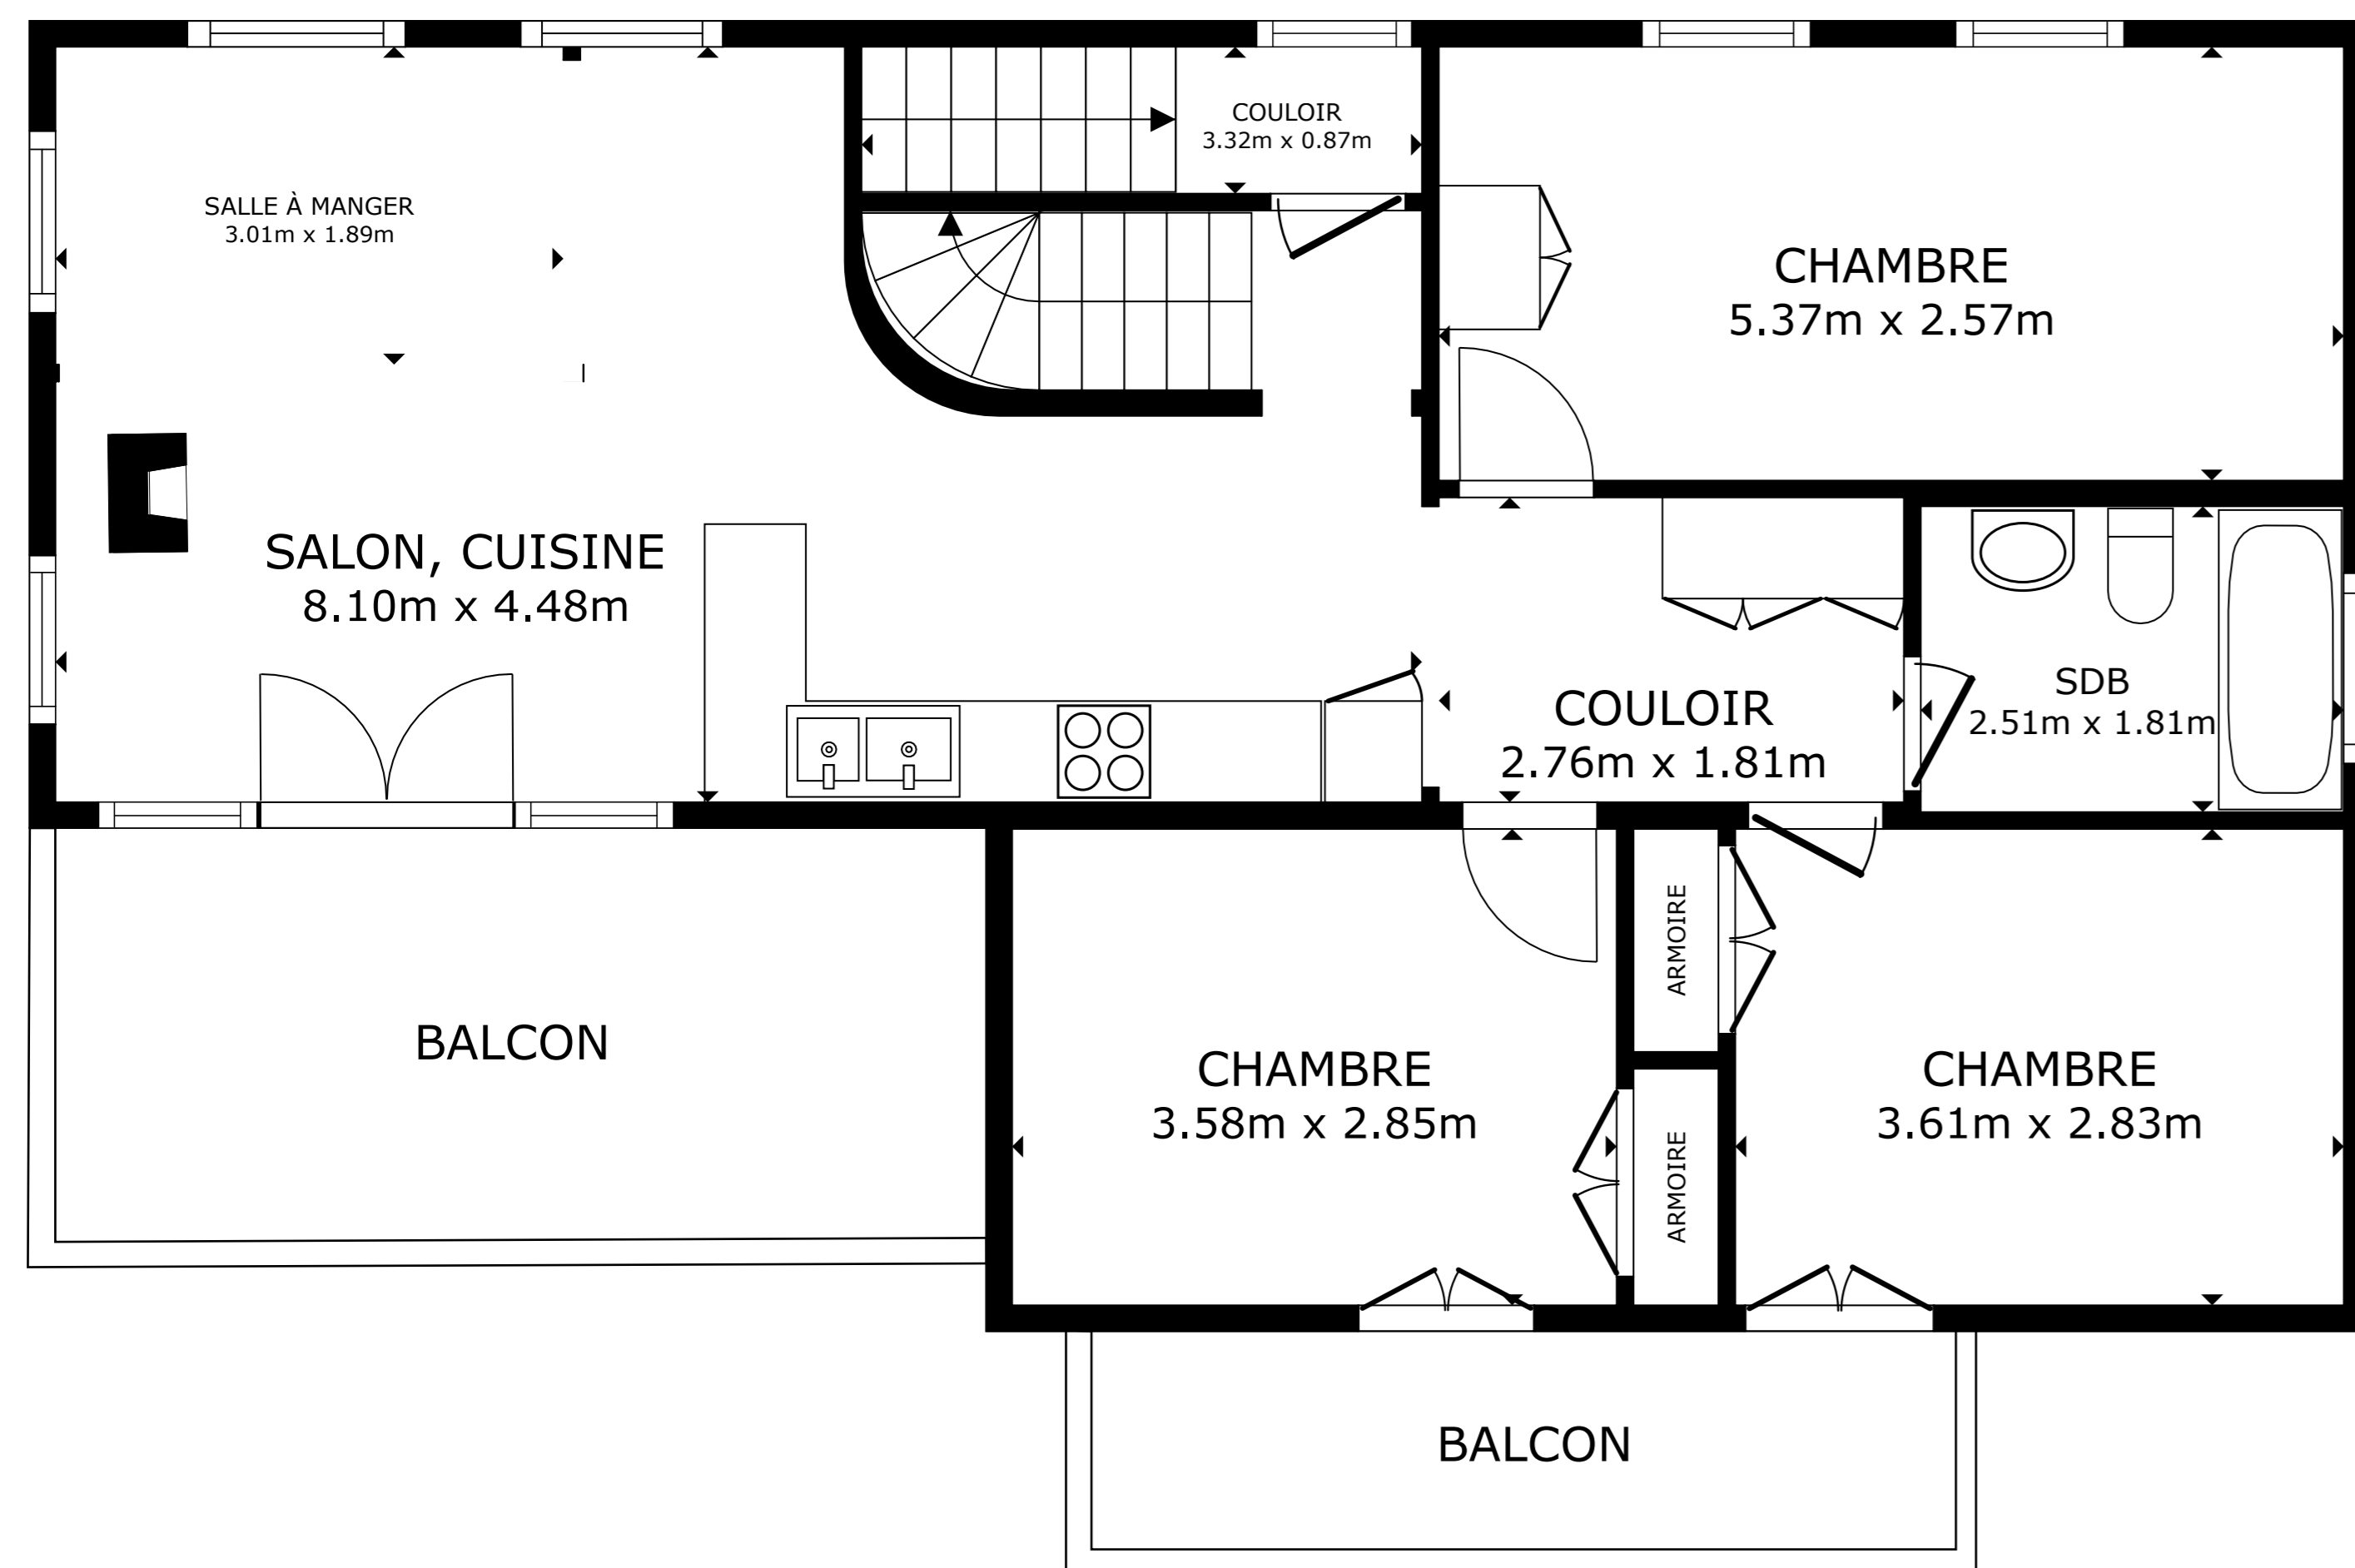 COULOIR
3.32m x 0.87m
SALLE À MANGER
3.01m x 1.89m
CHAMBRE
5.37m x 2.57m
SALON, CUISINE
8.10m x 4.48m
COULOIR
2.76m x 1.81m
SDB
2.51m x 1.81m
ARMOIRE
BALCON
CHAMBRE
3.58m x 2.85m
CHAMBRE
3.61m x 2.83m
ARMOIRE
BALCON